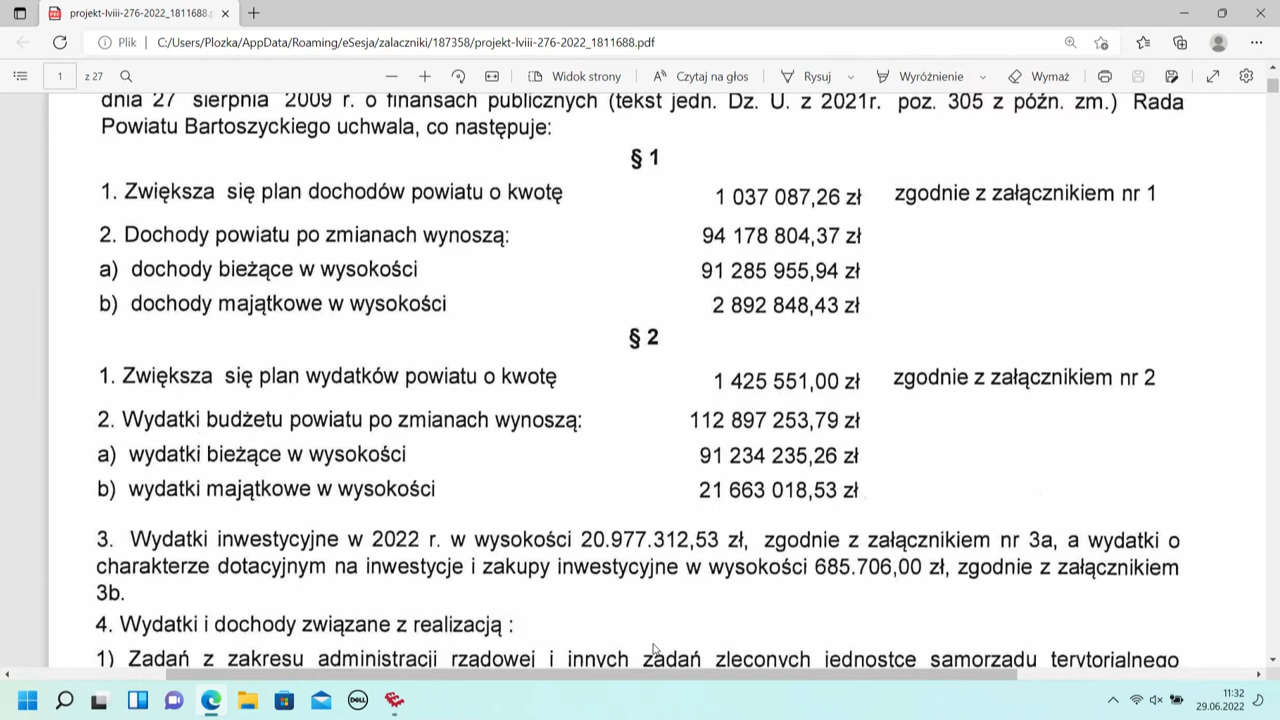 projekt-lviii-276-2022_1811688.p
Plik | C:/Users/Plozka/AppData/Roaming/eSesja/zalaczniki/187358/projekt-lviii-276-2022_1811688.pdf
1 z 27 Widok strony Czytaj na głos Rysuj Wyróżnienie Wymaż
dnia 27 sierpnia 2009 r. o finansach publicznych (tekst jedn. Dz. U. z 2021r. poz. 305 z późn. zm.) Rada
Powiatu Bartoszyckiego uchwala, co następuje:
§ 1
1. Zwiększa się plan dochodów powiatu o kwotę 1 037 087,26 zł zgodnie z załącznikiem nr 1
2. Dochody powiatu po zmianach wynoszą: 94 178 804,37 zł
a) dochody bieżące w wysokości 91 285 955,94 zł
b) dochody majątkowe w wysokości 2 892 848,43 zł
§ 2
1. Zwiększa się plan wydatków powiatu o kwotę 1 425 551,00 zł zgodnie z załącznikiem nr 2
2. Wydatki budżetu powiatu po zmianach wynoszą: 112 897 253,79 zł
a) wydatki bieżące w wysokości 91 234 235,26 zł
b) wydatki majątkowe w wysokości 21 663 018,53 zł
3. Wydatki inwestycyjne w 2022 r. w wysokości 20.977.312,53 zł, zgodnie z załącznikiem nr 3a, a wydatki o
charakterze dotacyjnym na inwestycje i zakupy inwestycyjne w wysokości 685.706,00 zł, zgodnie z załącznikiem
3b.
4. Wydatki i dochody związane z realizacją :
1) Zadań z zakresu administracji rządowej i innych zadań zleconych jednostce samorządu terytorialnego
DELL
11:32
29.06.2022